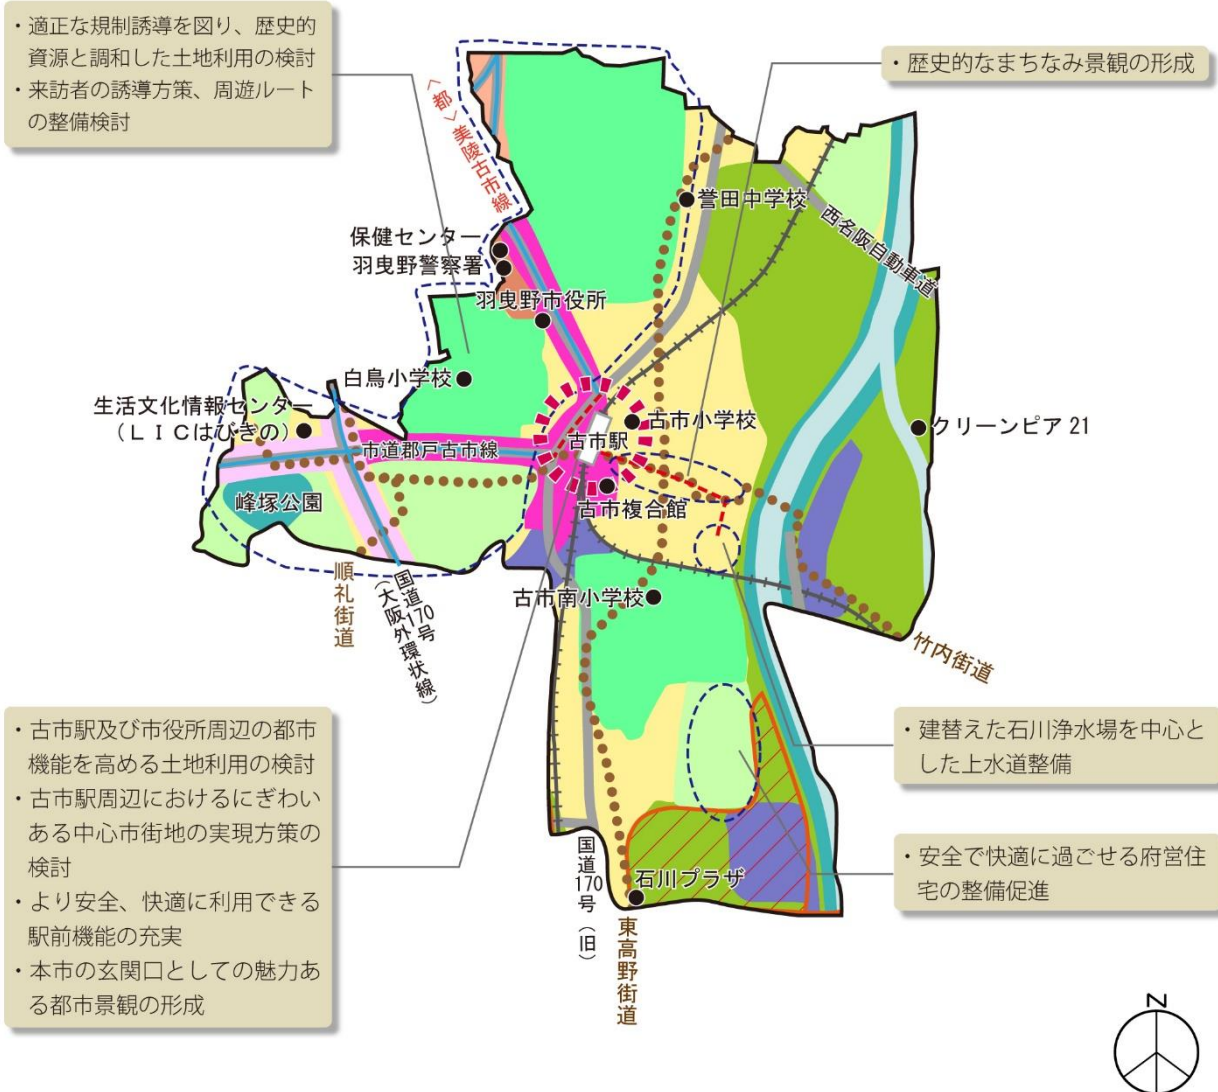 ・適正な規制誘導を図り、歴史的
資源と調和した土地利用の検討
・来訪者の誘導方策、周遊ルート
の整備検討
・歴史的なまちなみ景観の形成
〈都〉美陵古市線
誉田中学校
西名阪自動車道
保健センター
羽曳野警察署
羽曳野市役所
白鳥小学校
生活文化情報センター
（ＬＩＣはびきの）
古市小学校
クリーンピア 21
古市駅
市道郡戸古市線
峰塚公園
古市複合館
順礼街道
国道170号
（大阪外環状線）
古市南小学校
竹内街道
・古市駅及び市役所周辺の都市
機能を高める土地利用の検討
・古市駅周辺におけるにぎわい
ある中心市街地の実現方策の
検討
・より安全、快適に利用できる
駅前機能の充実
・本市の玄関口としての魅力あ
る都市景観の形成
・建替えた石川浄水場を中心と
した上水道整備
・安全で快適に過ごせる府営住
宅の整備促進
国道170号（旧）
石川プラザ
東高野街道
N